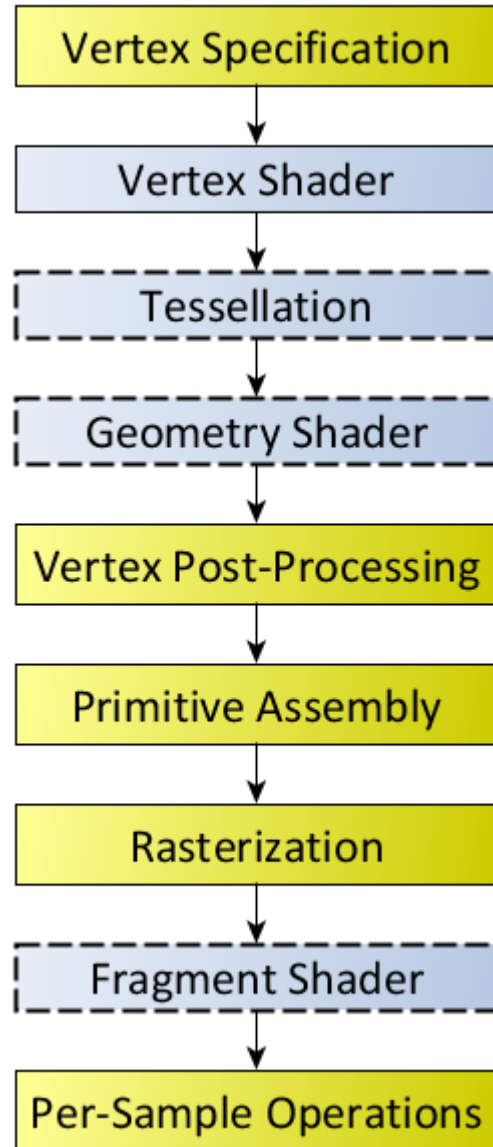 Vertex Specification
Vertex Shader
Tessellation
Geometry Shader
Vertex Post-Processing
Primitive Assembly
Rasterization
Fragment Shader
Per-Sample Operations